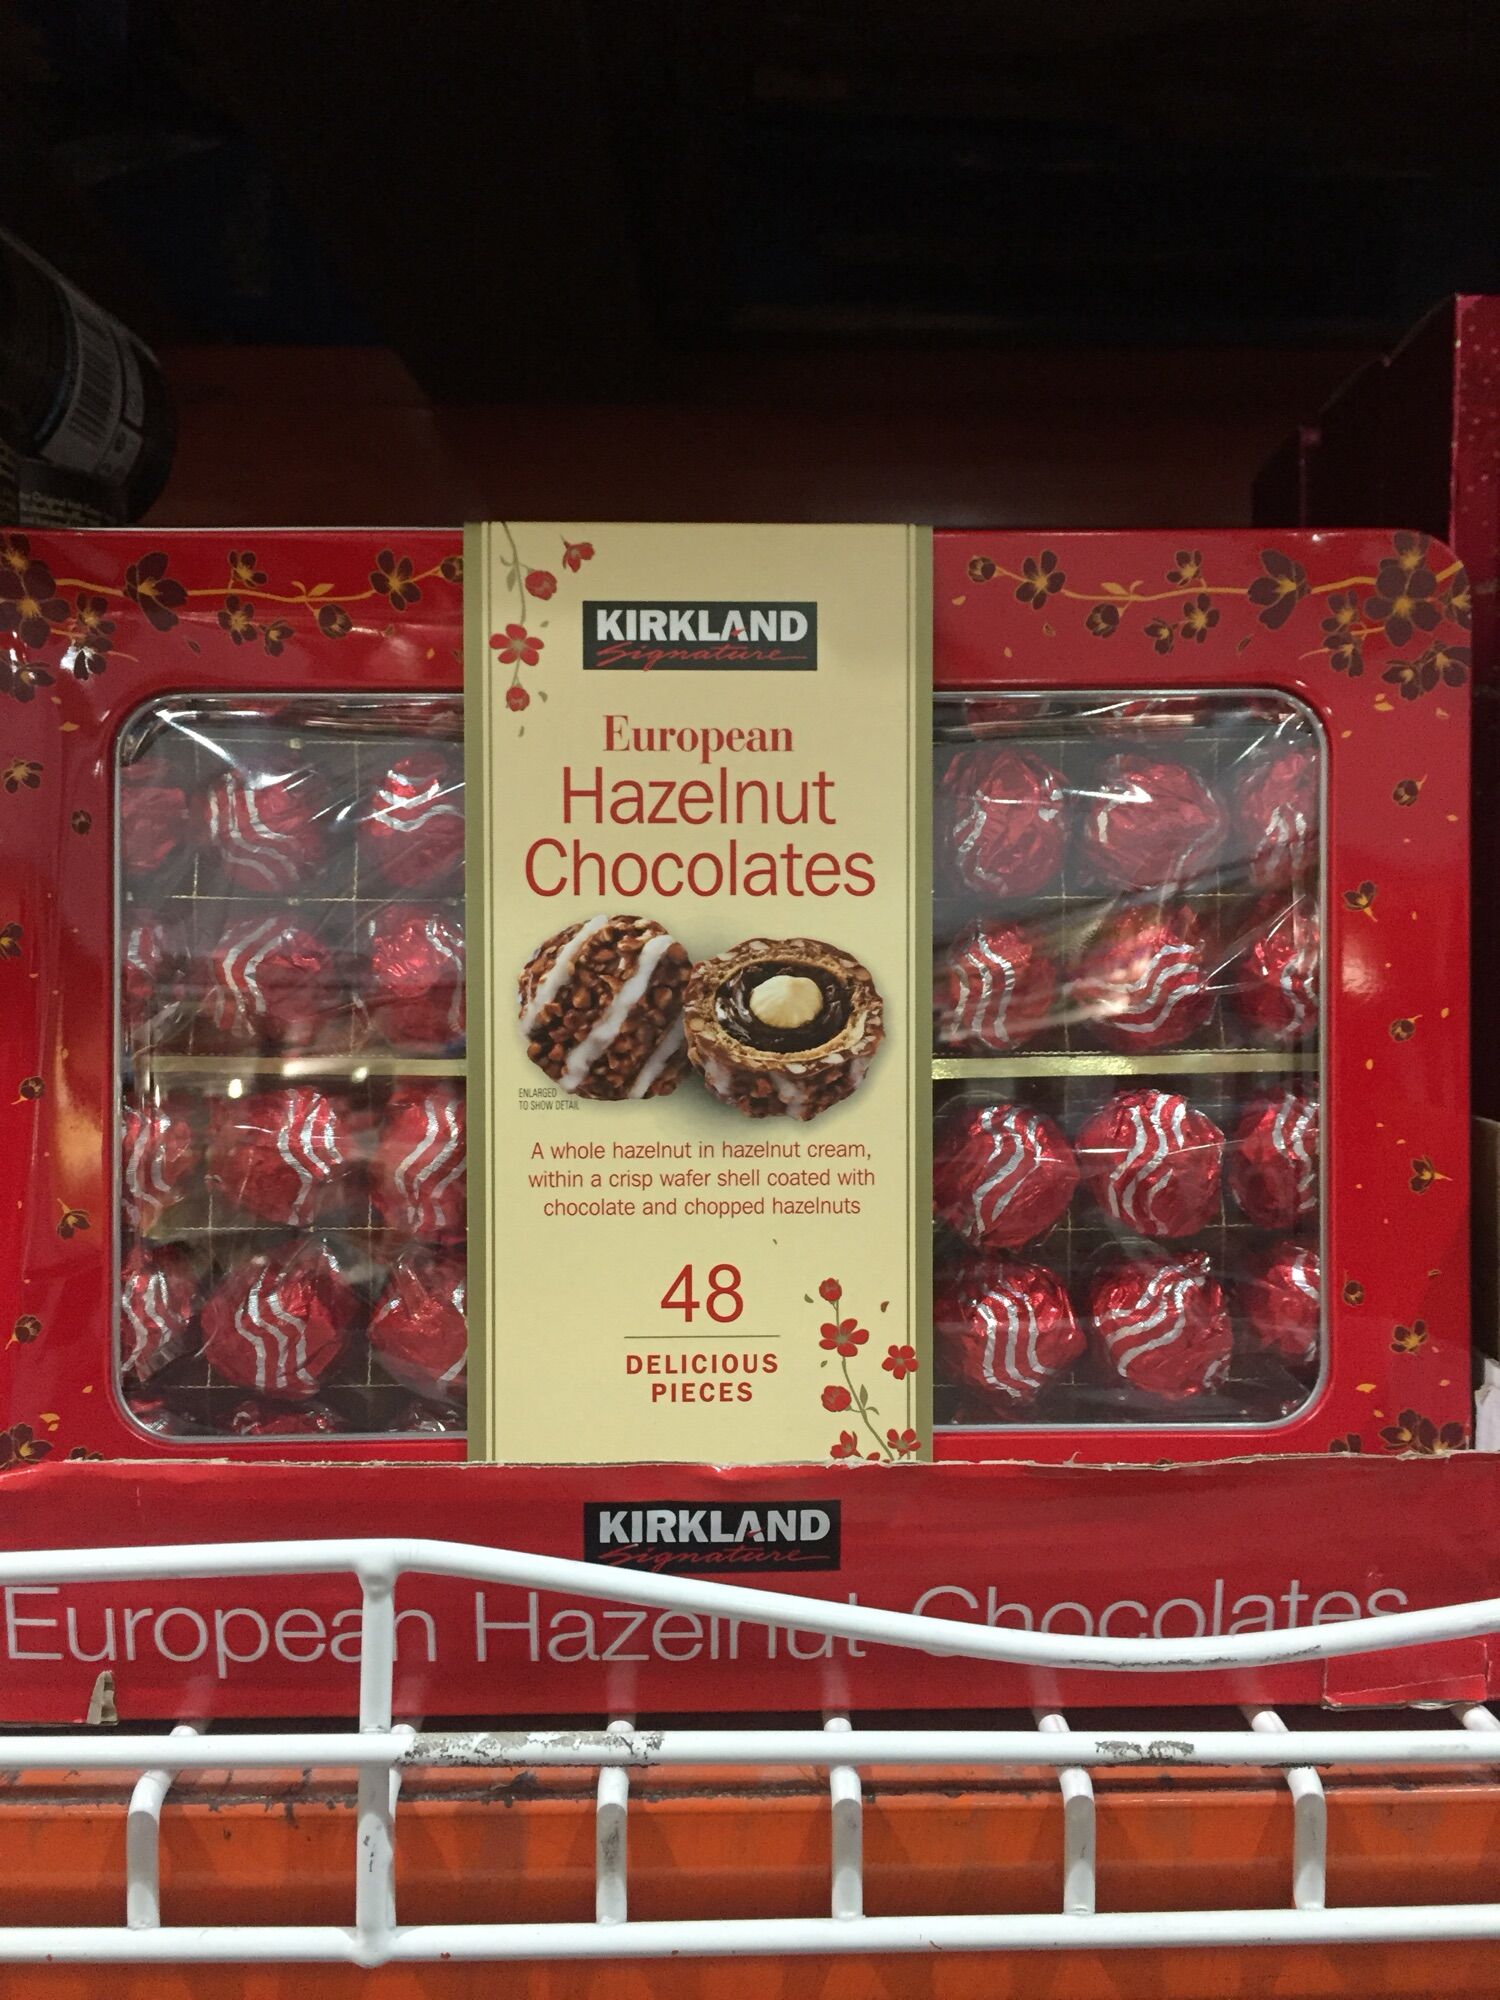 KIRKLAND
Signature
European
Hazelnut
Chocolates
ENLARGED
TO SHOW DETAIL
A whole hazelnut in hazelnut cream,
within a crisp wafer shell coated with
chocolate and chopped hazelnuts
48
DELICIOUS
PIECES
KIRKLAND
Signature
European Hazelnut Chocolates